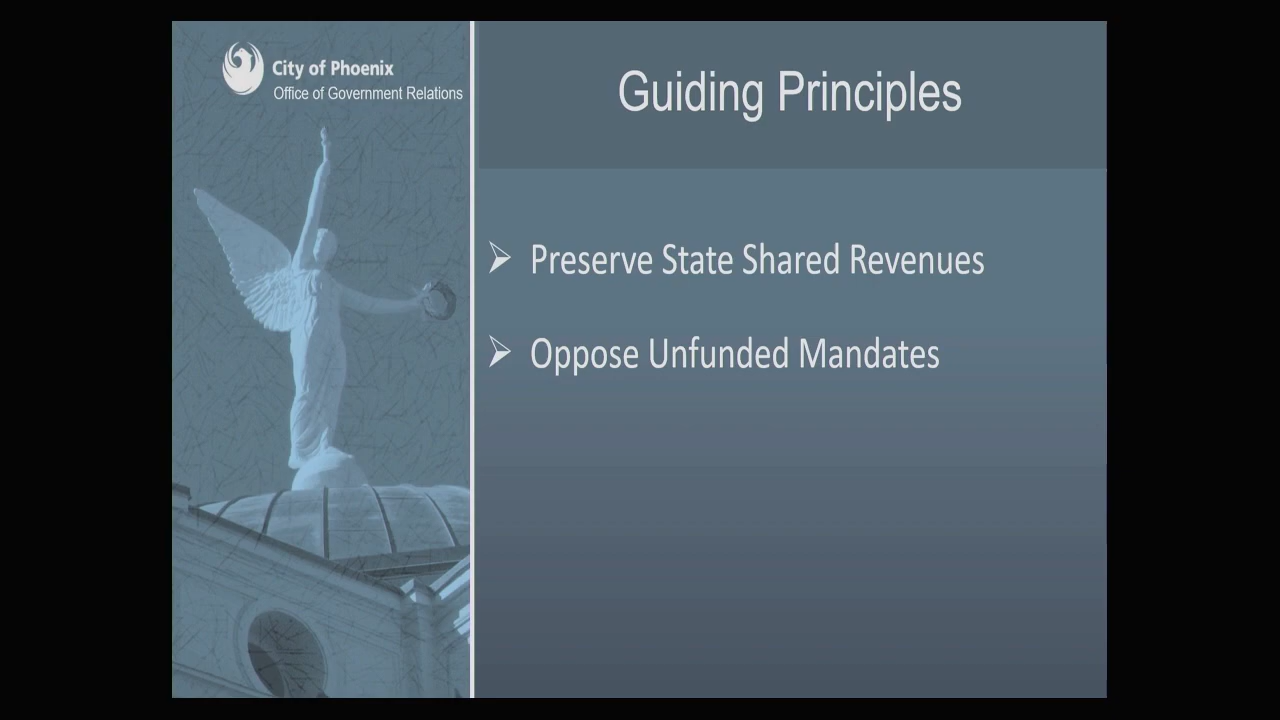 City of Phoenix
Office of Government Relations
Guiding Principles
Preserve State Shared Revenues
Oppose Unfunded Mandates